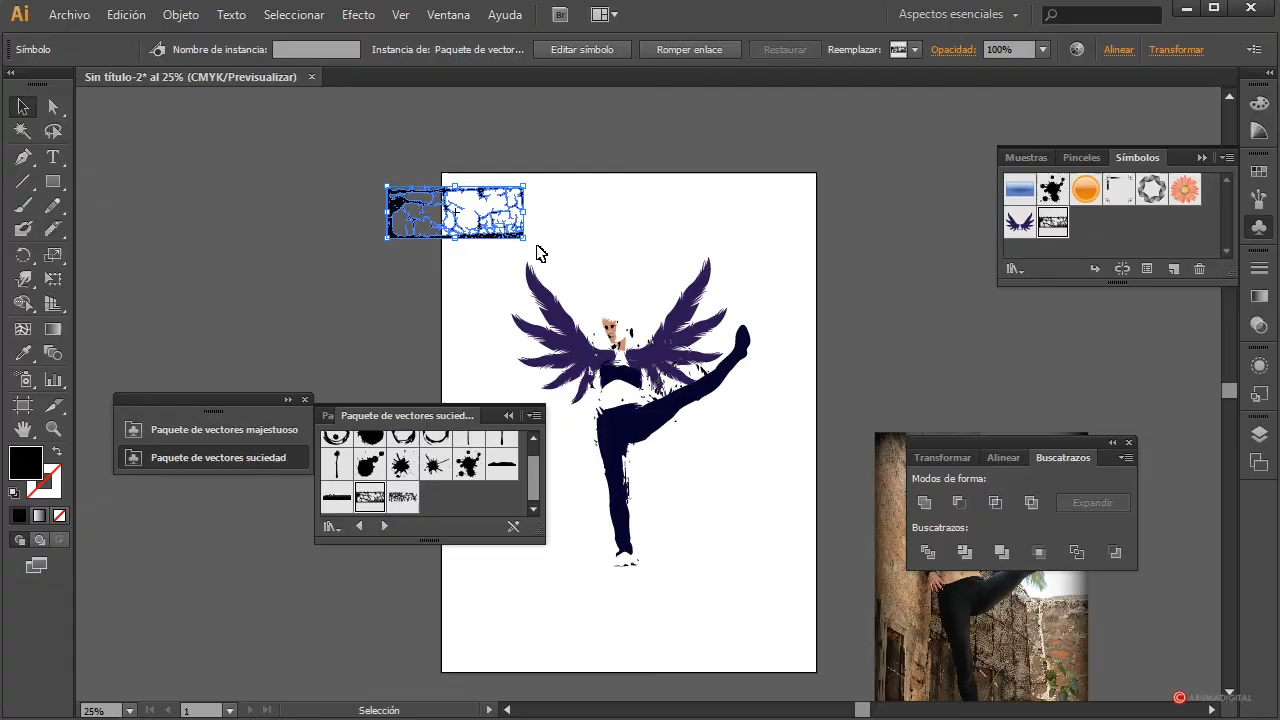 Ai Archivo Edición Objeto Texto Seleccionar Efecto Ver Ventana Ayuda Br Aspectos esenciales
Símbolo Nombre de instancia: Instancia de: Paquete de vector... Editar símbolo Romper enlace Restaurar Reemplazar: Opacidad: 100% Alinear Transformar
Sin título-2* al 25% (CMYK/Previsualizar)
Muestras Pinceles Símbolos
Paquete de vectores majestuoso
Paquete de vectores suciedad
Pa Paquete de vectores sucied...
Transformar Alinear Buscatrazos
Modos de forma:
Expandir
Buscatrazos:
© ARUMADIGITAL
25% 1 Selección